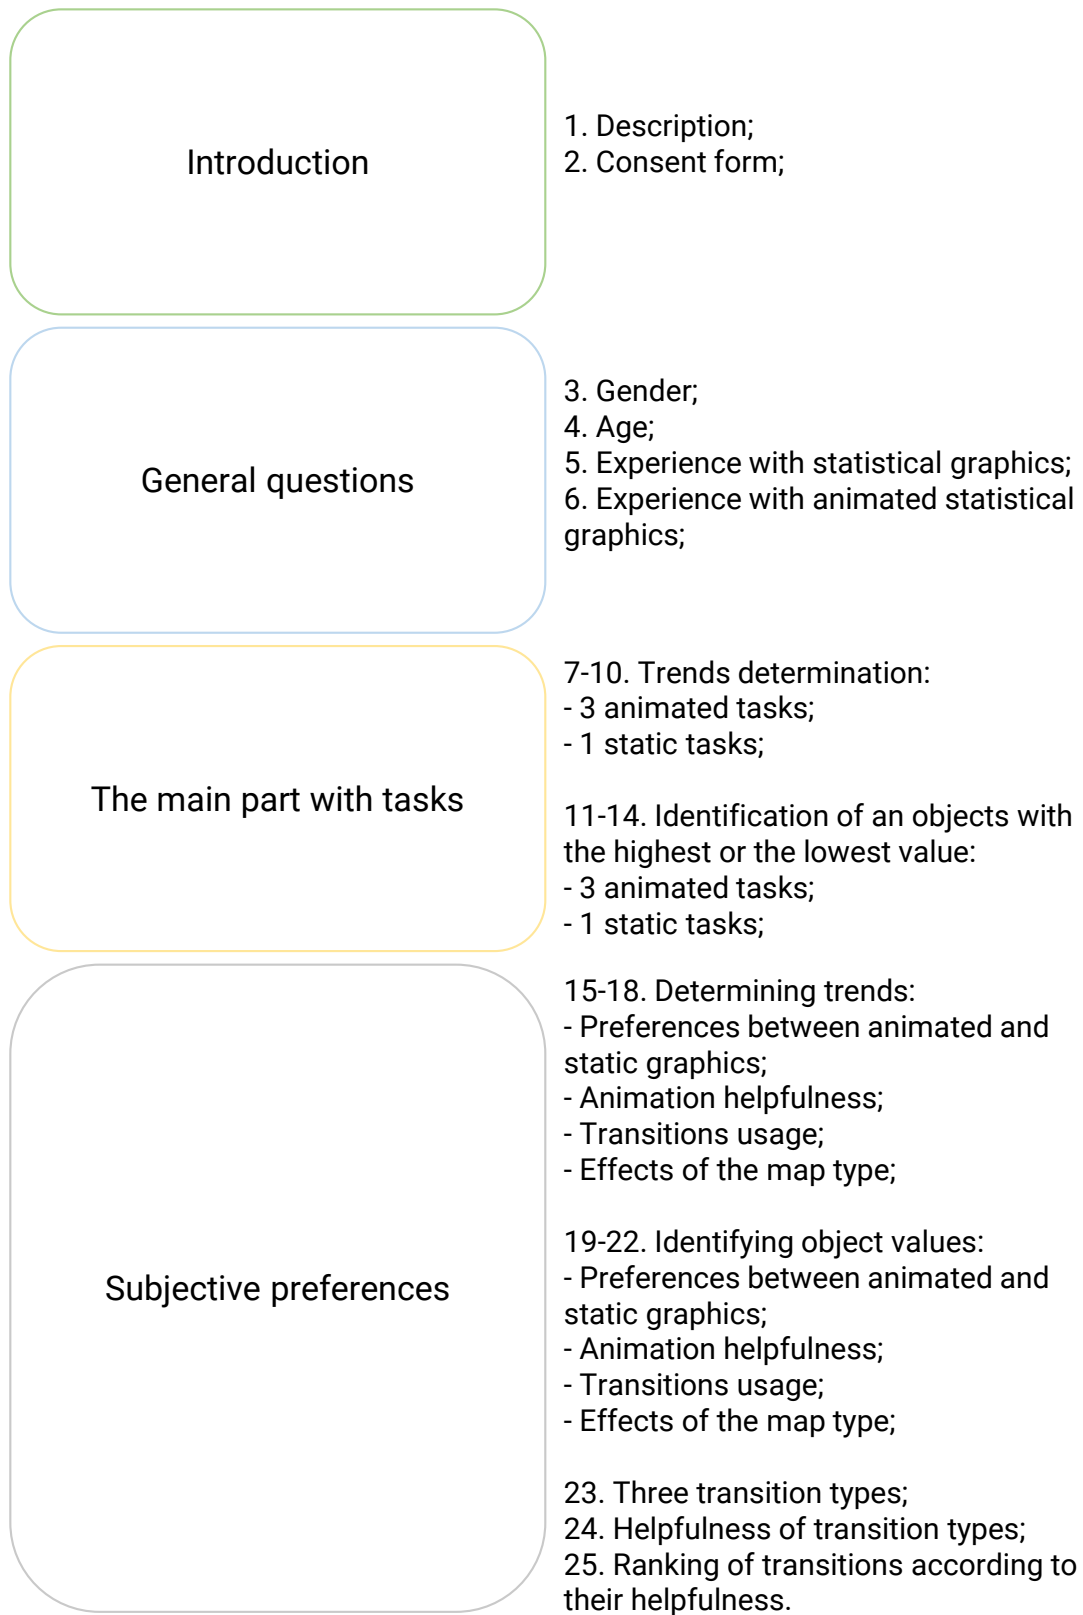 Introduction
1. Description;
2. Consent form;
General questions
3. Gender;
4. Age;
5. Experience with statistical graphics;
6. Experience with animated statistical
graphics;
The main part with tasks
7-10. Trends determination:
- 3 animated tasks;
- 1 static tasks;
11-14. Identification of an objects with
the highest or the lowest value:
- 3 animated tasks;
- 1 static tasks;
Subjective preferences
15-18. Determining trends:
- Preferences between animated and
static graphics;
- Animation helpfulness;
- Transitions usage;
- Effects of the map type;
19-22. Identifying object values:
- Preferences between animated and
static graphics;
- Animation helpfulness;
- Transitions usage;
- Effects of the map type;
23. Three transition types;
24. Helpfulness of transition types;
25. Ranking of transitions according to
their helpfulness.